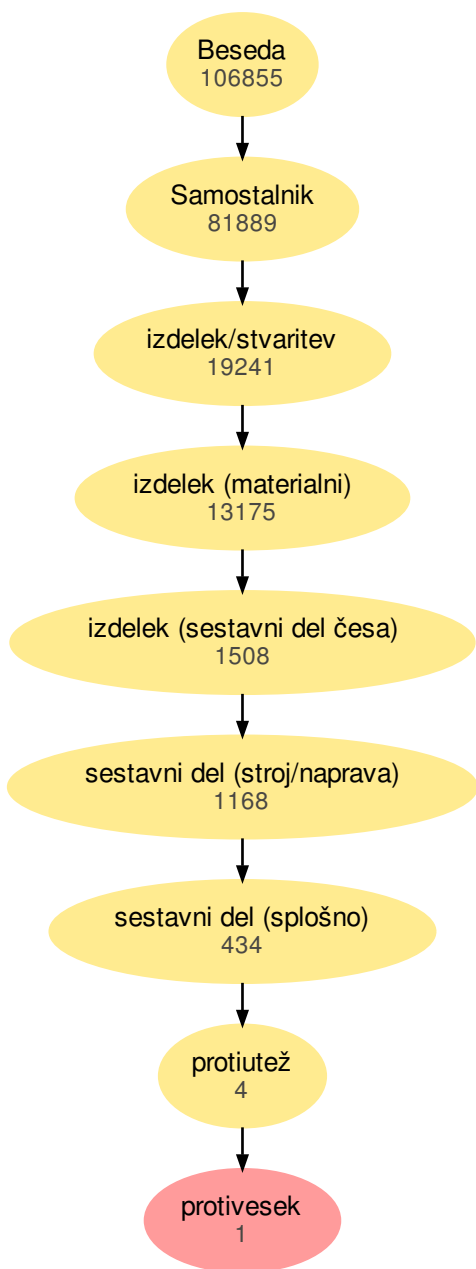 Beseda
106855
Samostalnik
81889
izdelek/stvaritev
19241
izdelek (materialni)
13175
izdelek (sestavni del česa)
1508
sestavni del (stroj/naprava)
1168
sestavni del (splošno)
434
protiutež
4
protivesek
1